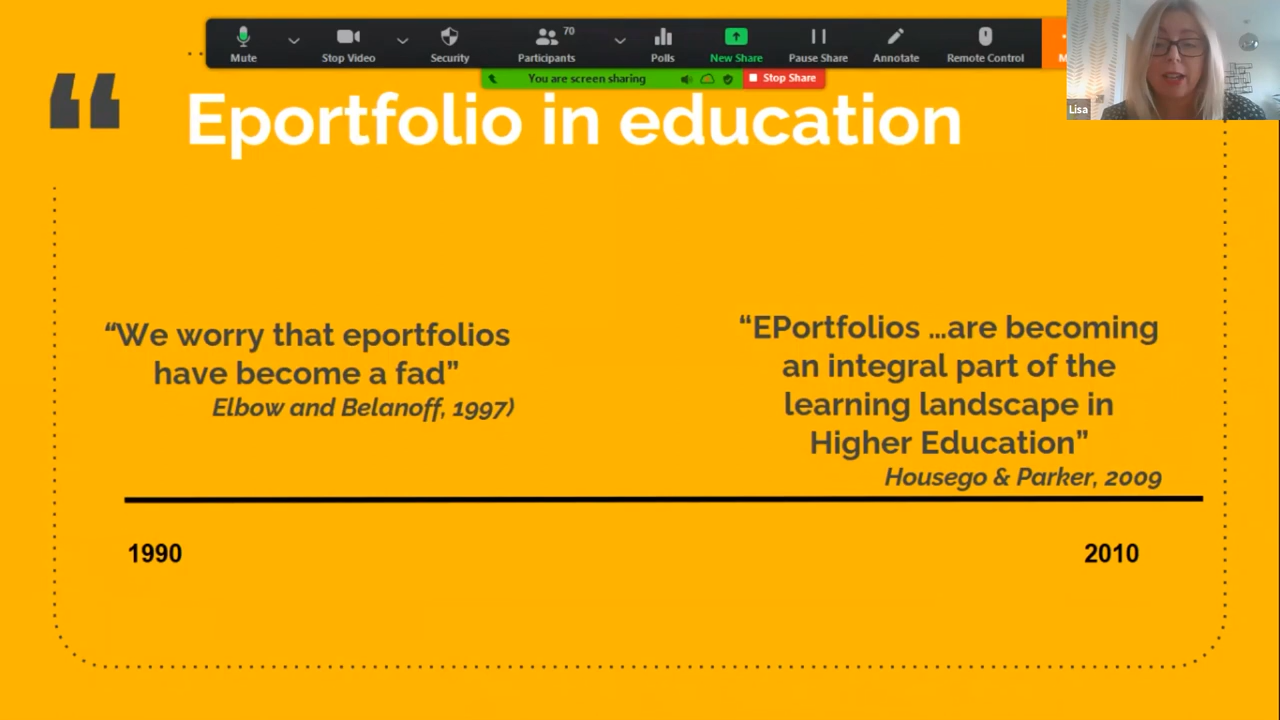 Mute
Stop Video
Security
Participants
70
Polls
New Share
Pause Share
Annotate
Remote Control
You are screen sharing
Stop Share
Lisa
“
Eportfolio in education
“We worry that eportfolios
have become a fad”
Elbow and Belanoff, 1997)
“EPortfolios ...are becoming
an integral part of the
learning landscape in
Higher Education”
Housego & Parker, 2009
1990
2010